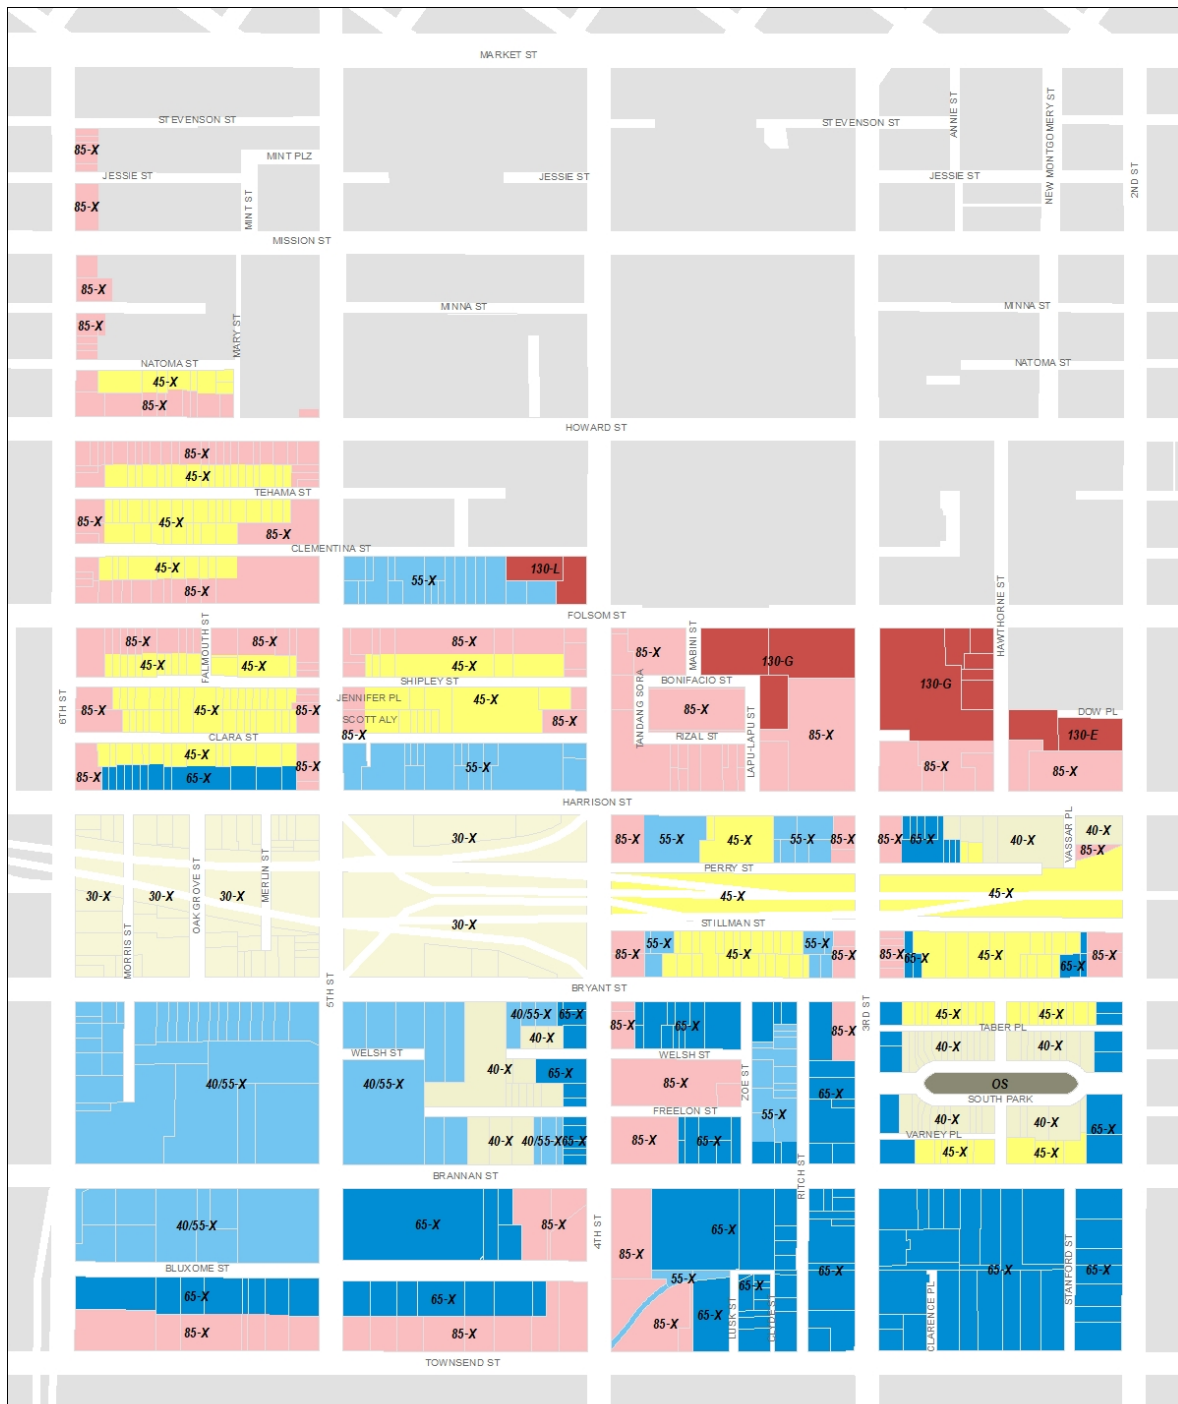 MARKET ST
STEVENSON ST
STEVENSON ST
ANNIE ST
NEW MONTGOMERY ST
85-X
MINT PLZ
JESSIE ST
JESSIE ST
JESSIE ST
2ND ST
MINT ST
85-X
MISSION ST
85-X
MINNA ST
MINNA ST
85-X
MARY ST
NATOMA ST
NATOMA ST
45-X
85-X
HOWARD ST
85-X
45-X
TEHAMA ST
85-X
45-X
85-X
CLEMENTINA ST
45-X
55-X
130-L
85-X
HAWTHORNE ST
FOLSOM ST
85-X
FALMOUTH ST
85-X
85-X
85-X
MABINI ST
130-G
45-X
45-X
45-X
SHIPLEY ST
BONIFACIO ST
130-G
6TH ST
85-X
45-X
85-X
JENNIFER PL
45-X
TANDANG SORA
85-X
LAPU-LAPU ST
DOW PL
SCOTT ALY
85-X
85-X
CLARA ST
RIZAL ST
85-X
130-E
45-X
85-X
65-X
55-X
85-X
85-X
HARRISON ST
30-X
85-X
55-X
45-X
55-X
85-X
85-X
65-X
40-X
VASSAR PL
40-X
85-X
PERRY ST
OAK GROVE ST
MERLIN ST
30-X
30-X
30-X
45-X
45-X
30-X
STILLMAN ST
MORRIS ST
85-X
55-X
45-X
55-X
85-X
85-X
65-X
45-X
65-X
85-X
5TH ST
BRYANT ST
3RD ST
40/55-X
65-X
85-X
65-X
85-X
45-X
45-X
TABER PL
40-X
40-X
40-X
WELSH ST
WELSH ST
40-X
65-X
40/55-X
40/55-X
85-X
ZOE ST
65-X
OS
SOUTH PARK
FREELON ST
55-X
40-X
40-X
65-X
VARNEY PL
40-X
40/55-X
65-X
85-X
65-X
45-X
45-X
BRANNAN ST
RITCH ST
40/55-X
65-X
85-X
4TH ST
85-X
65-X
STANFORD ST
BLUXOME ST
55-X
65-X
65-X
65-X
65-X
65-X
65-X
CLARENCE PL
LUSK ST
CLYDE ST
85-X
85-X
85-X
TOWNSEND ST